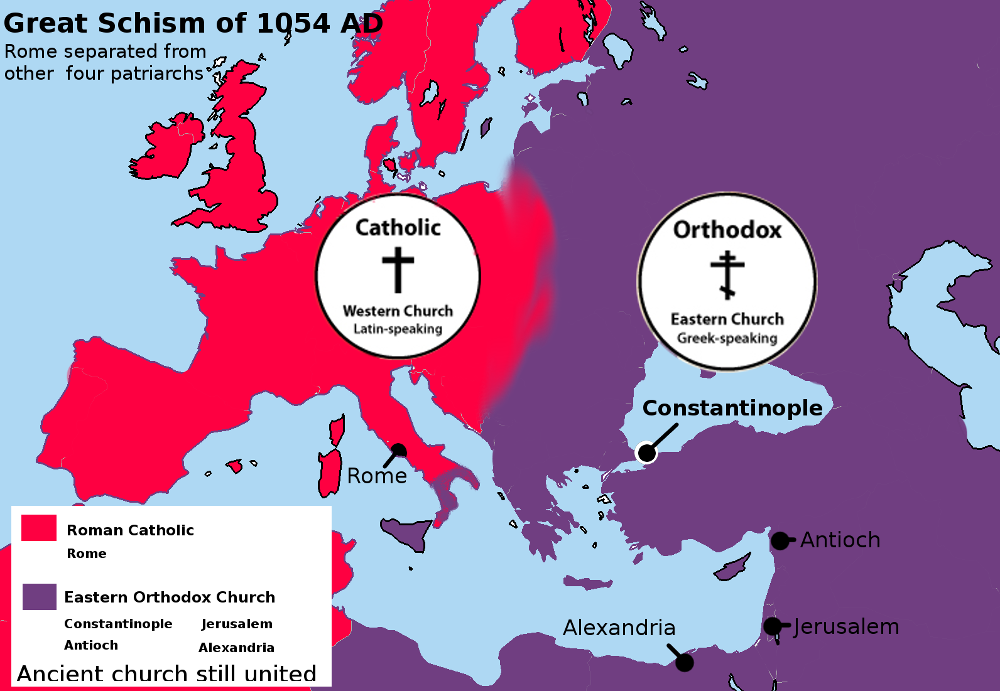 Great Schism of 1054 AD
Rome separated from
other four patriarchs
Catholic
Western Church
Latin-speaking
Orthodox
Eastern Church
Greek-speaking
Constantinople
Rome
Antioch
Alexandria
Jerusalem
Roman Catholic
Rome
Eastern Orthodox Church
Constantinople Jerusalem
Antioch Alexandria
Ancient church still united